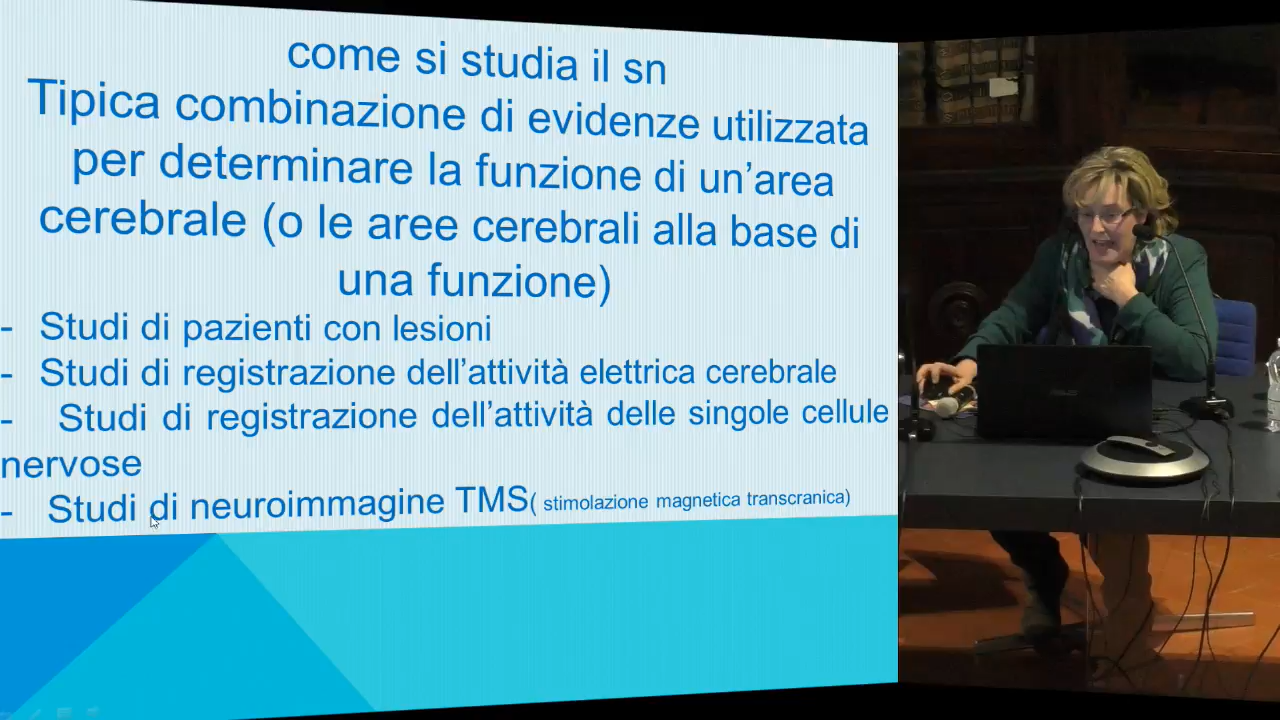 come si studia il sn
Tipica combinazione di evidenze utilizzata
per determinare la funzione di un’area
cerebrale (o le aree cerebrali alla base di
una funzione)
- Studi di pazienti con lesioni
- Studi di registrazione dell’attività elettrica cerebrale
- Studi di registrazione dell’attività delle singole cellule
nervose
- Studi di neuroimmagine TMS( stimolazione magnetica transcranica)